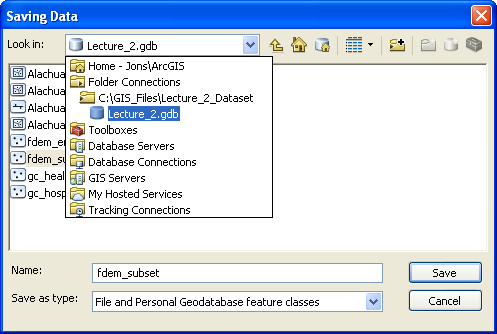 Saving Data
Look in: Lecture_2.gdb
Home - Jons\ArcGIS
Folder Connections
C:\GIS_Files\Lecture_2_Dataset
Lecture_2.gdb
Toolboxes
Database Servers
Database Connections
GIS Servers
My Hosted Services
Tracking Connections
Alachua
Alachua
Alachua
Alachua
fdem_e
fdem_su
gc_heal
gc_hosp
Name: fdem_subset
Save
Save as type: File and Personal Geodatabase feature classes
Cancel